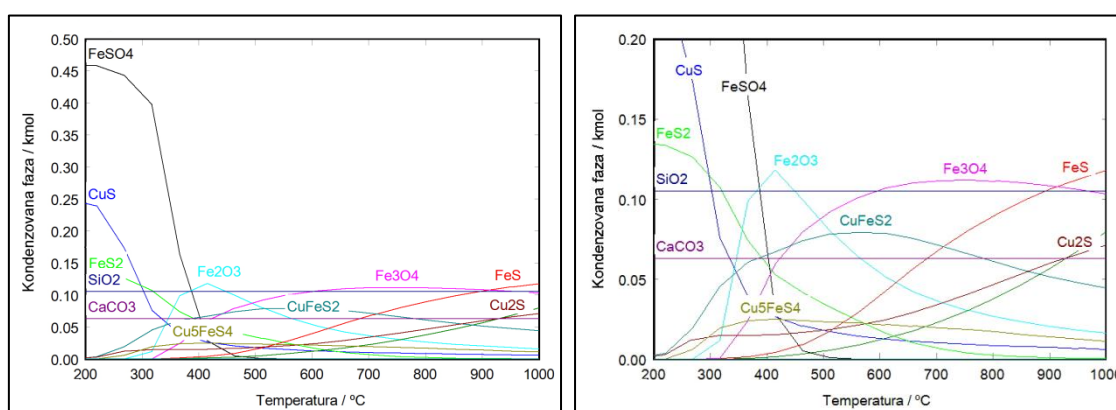 0.50
FeSO4
0.45
0.40
0.35
0.30
0.25
CuS
0.20
0.15
FeS2
Fe2O3
Fe3O4
FeS
SiO2
0.10
CaCO3
CuFeS2
Cu2S
0.05
Cu5FeS4
0.00
200 300 400 500 600 700 800 900 1000
Temperatura / ºC
Kondenzovana faza / kmol
0.20
CuS
FeSO4
0.15
FeS2
Fe2O3
Fe3O4
FeS
SiO2
0.10
CuFeS2
CaCO3
Cu2S
0.05
Cu5FeS4
0.00
200 300 400 500 600 700 800 900 1000
Temperatura / ºC
Kondenzovana faza / kmol